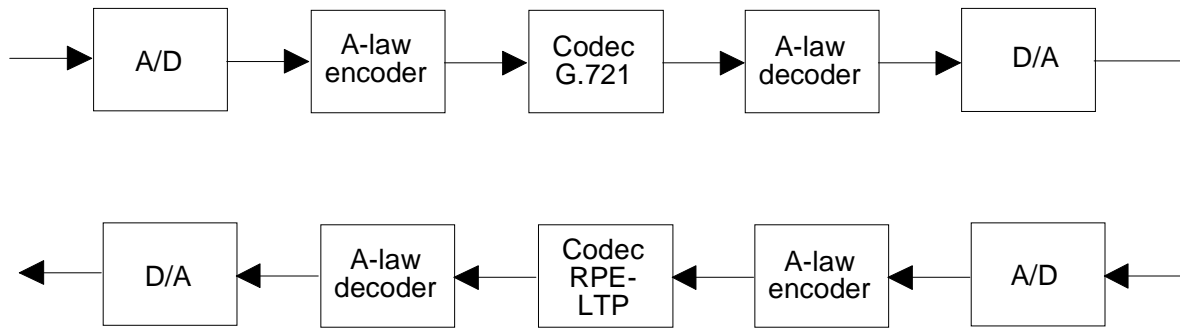 A/D
A-law
encoder
Codec
G.721
A-law
decoder
D/A
D/A
A-law
decoder
Codec
RPE-
LTP
A-law
encoder
A/D